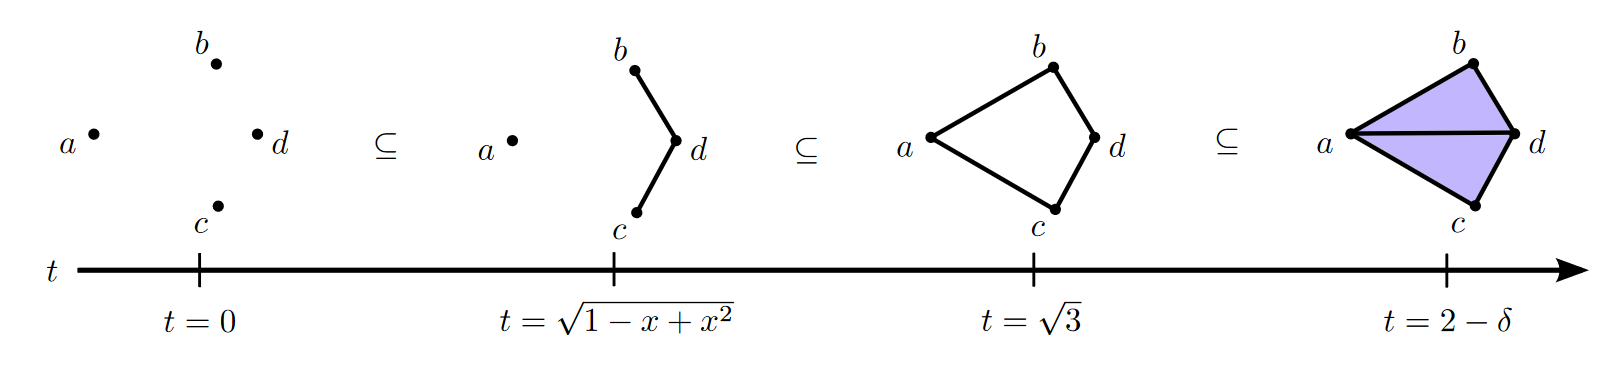 b b b b
a d ⊆ a d ⊆ a d ⊆ a d
c c c c
t
t = 0 t = √(1 − x + x²) t = √3 t = 2 − δ